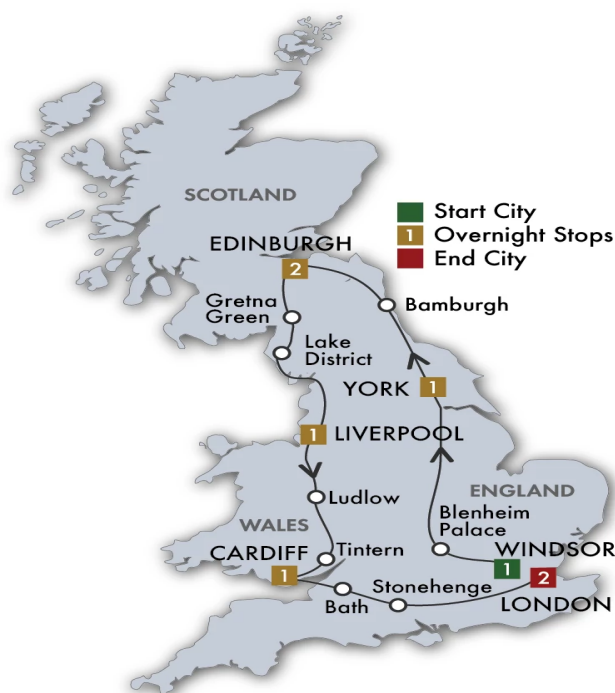 SCOTLAND
Start City
1 Overnight Stops
End City
EDINBURGH
2
Gretna
Green
Bamburgh
Lake
District
YORK
1
1
LIVERPOOL
Ludlow
ENGLAND
Blenheim
Palace
WALES
CARDIFF
1
Tintern
WINDSOR
1
2
LONDON
Bath
Stonehenge